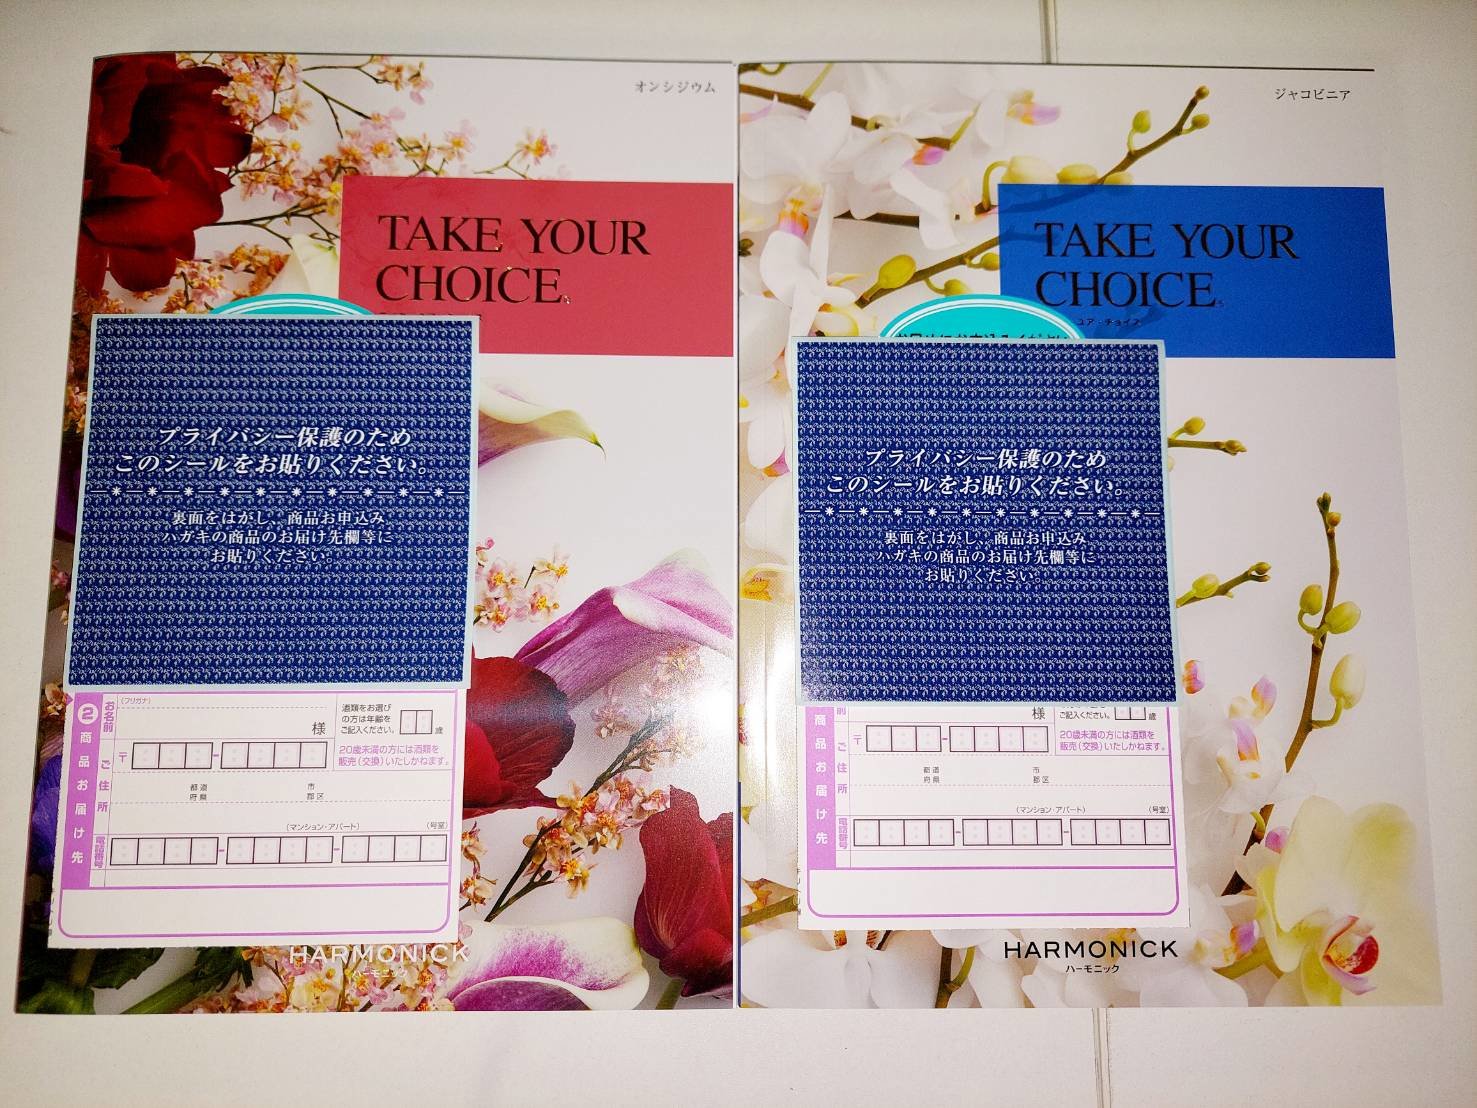 オンシジウム
TAKE YOUR
CHOICE
プライバシー保護のため
このシールをお貼りください。
裏面をはがし、商品お申込み
ハガキの商品のお届け先欄等に
お貼りください。
❷商品お届け先
お名前
(フリガナ)
様
酒類をお選び
の方は年齢を
ご記入ください。
歳
20歳未満の方には酒類を
販売(交換)いたしかねます。
ご住所
〒
都道
府県
市
郡区
(マンション・アパート)
(号室)
電話番号
HARMONICK
ハーモニック
ジャコビニア
TAKE YOUR
CHOICE
ユア・チョイス
プライバシー保護のため
このシールをお貼りください。
裏面をはがし、商品お申込み
ハガキの商品のお届け先欄等に
お貼りください。
商品お届け先
前
様
ご記入ください。
歳
20歳未満の方には酒類を
販売(交換)いたしかねます。
ご住所
〒
都道
府県
市
郡区
(マンション・アパート)
(号室)
電話番号
HARMONICK
ハーモニック